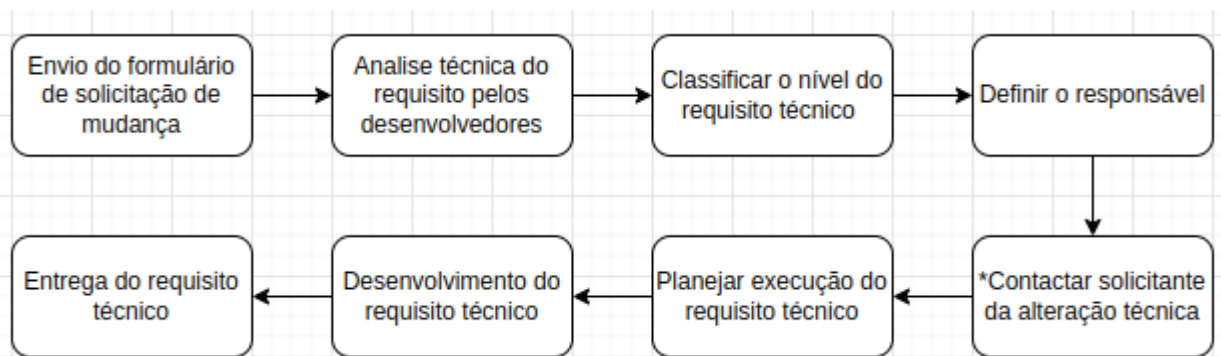 Envio do formulário
de solicitação de
mudança
Analise técnica do
requisito pelos
desenvolvedores
Classificar o nível do
requisito técnico
Definir o responsável
*Contactar solicitante
da alteração técnica
Planejar execução do
requisito técnico
Desenvolvimento do
requisito técnico
Entrega do requisito
técnico